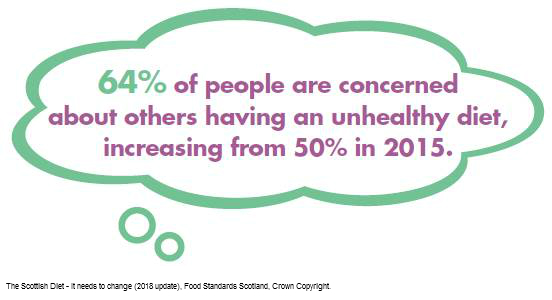 64% of people are concerned
about others having an unhealthy diet,
increasing from 50% in 2015.
The Scottish Diet - it needs to change (2018 update), Food Standards Scotland, Crown Copyright.